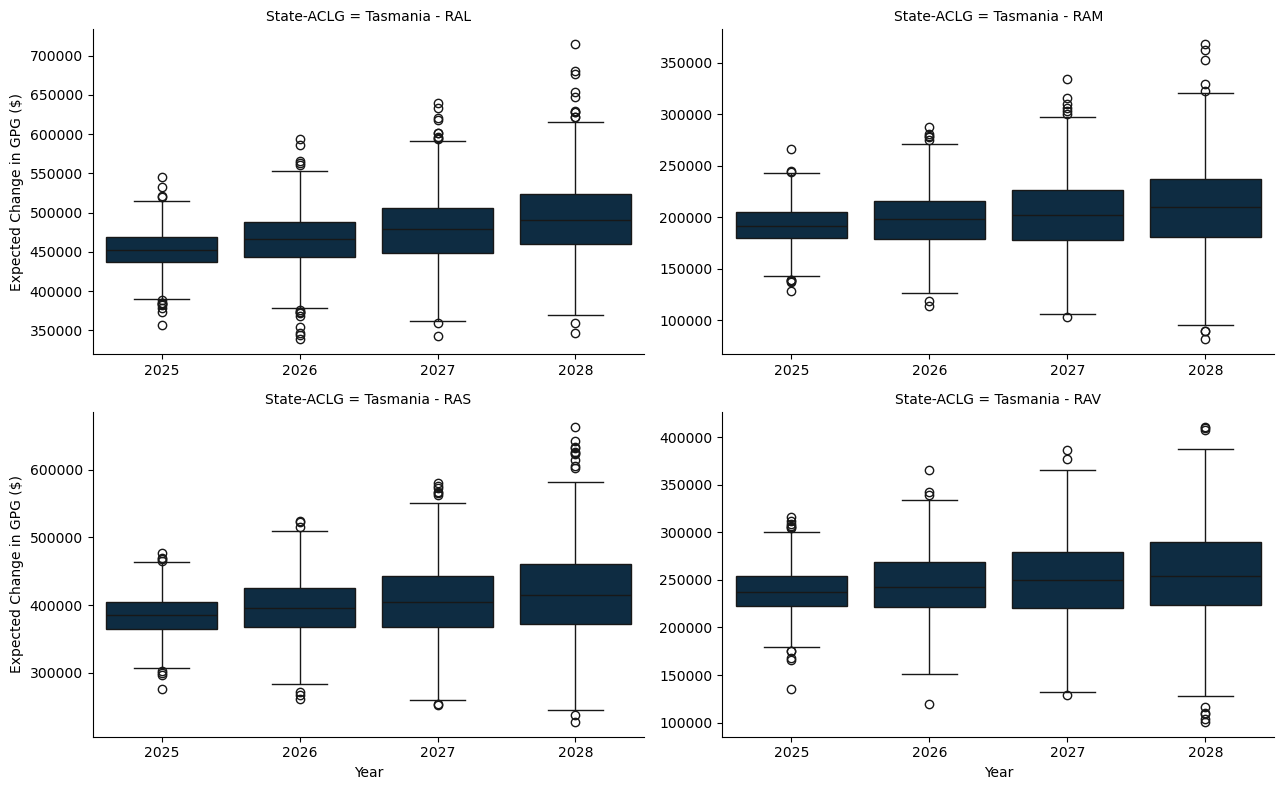 State-ACLG = Tasmania - RAL
Expected Change in GPG ($)
700000
650000
600000
550000
500000
450000
400000
350000
2025 2026 2027 2028
State-ACLG = Tasmania - RAM
350000
300000
250000
200000
150000
100000
2025 2026 2027 2028
State-ACLG = Tasmania - RAS
Expected Change in GPG ($)
600000
500000
400000
300000
2025 2026 2027 2028
Year
State-ACLG = Tasmania - RAV
400000
350000
300000
250000
200000
150000
100000
2025 2026 2027 2028
Year